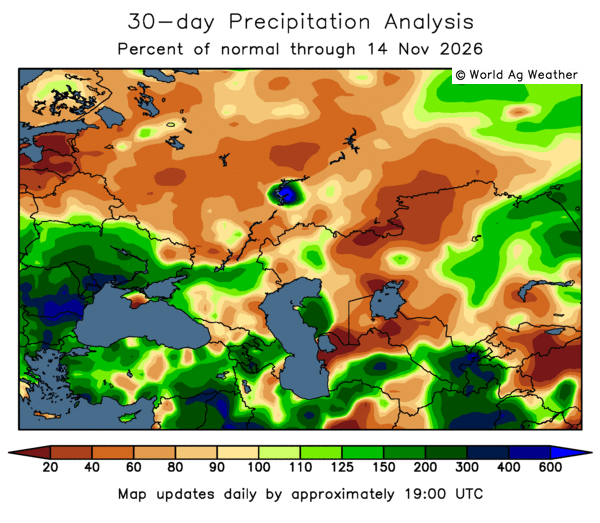 30-day Precipitation Analysis
Percent of normal through 14 Nov 2026
© World Ag Weather
20 40 60 80 90 100 110 125 150 200 300 400 600
Map updates daily by approximately 19:00 UTC